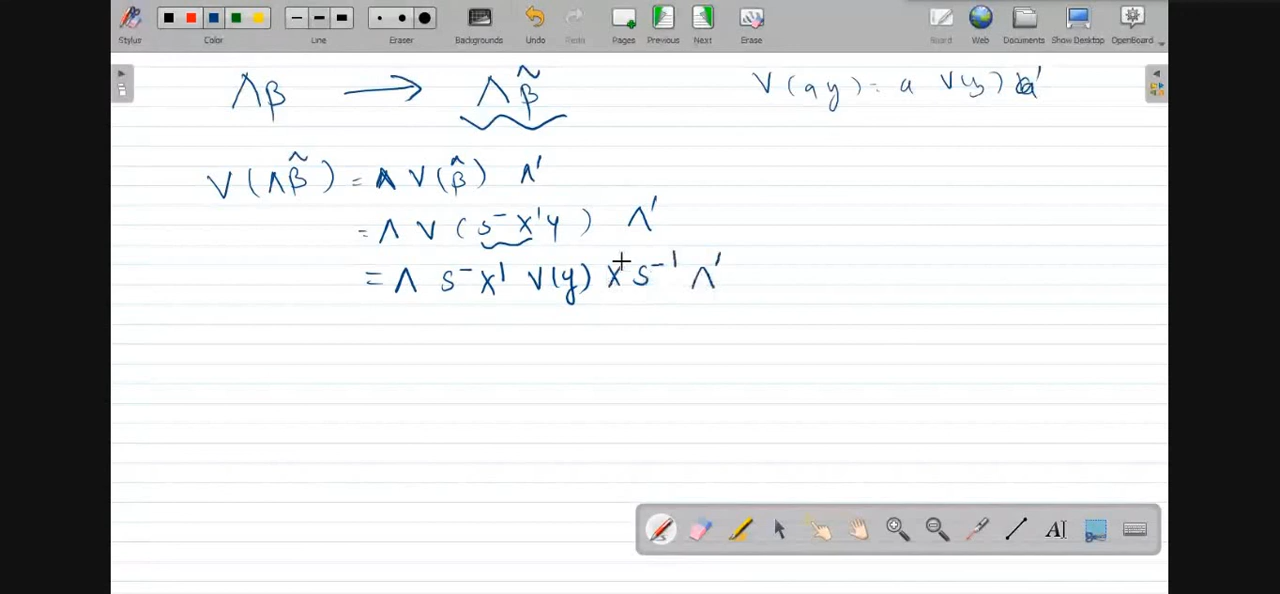 Stylus Color Line Eraser Backgrounds Undo Redo Pages Previous Next Erase Board Web Documents Show Desktop OpenBoard
Λβ → Λβ̃ V(ay) = a V(y) a'
V(Λβ̃) = Λ V(β̂) Λ'
= Λ V(S⁻X'y) Λ'
= Λ S⁻X' V(y) X S⁻' Λ'